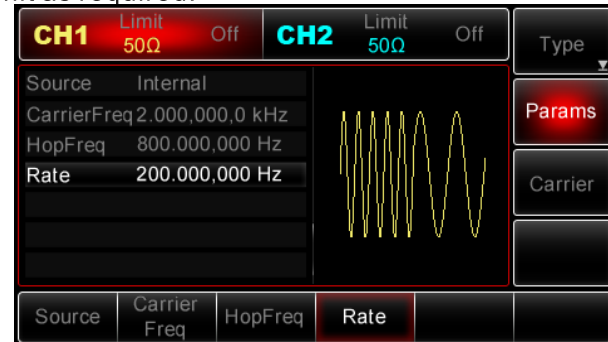 CH1 Limit 50Ω Off CH2 Limit 50Ω Off Type
Source Internal
CarrierFreq 2.000,000,0 kHz
Params
HopFreq 800.000,000 Hz
Rate 200.000,000 Hz
Carrier
Source Carrier Freq HopFreq Rate